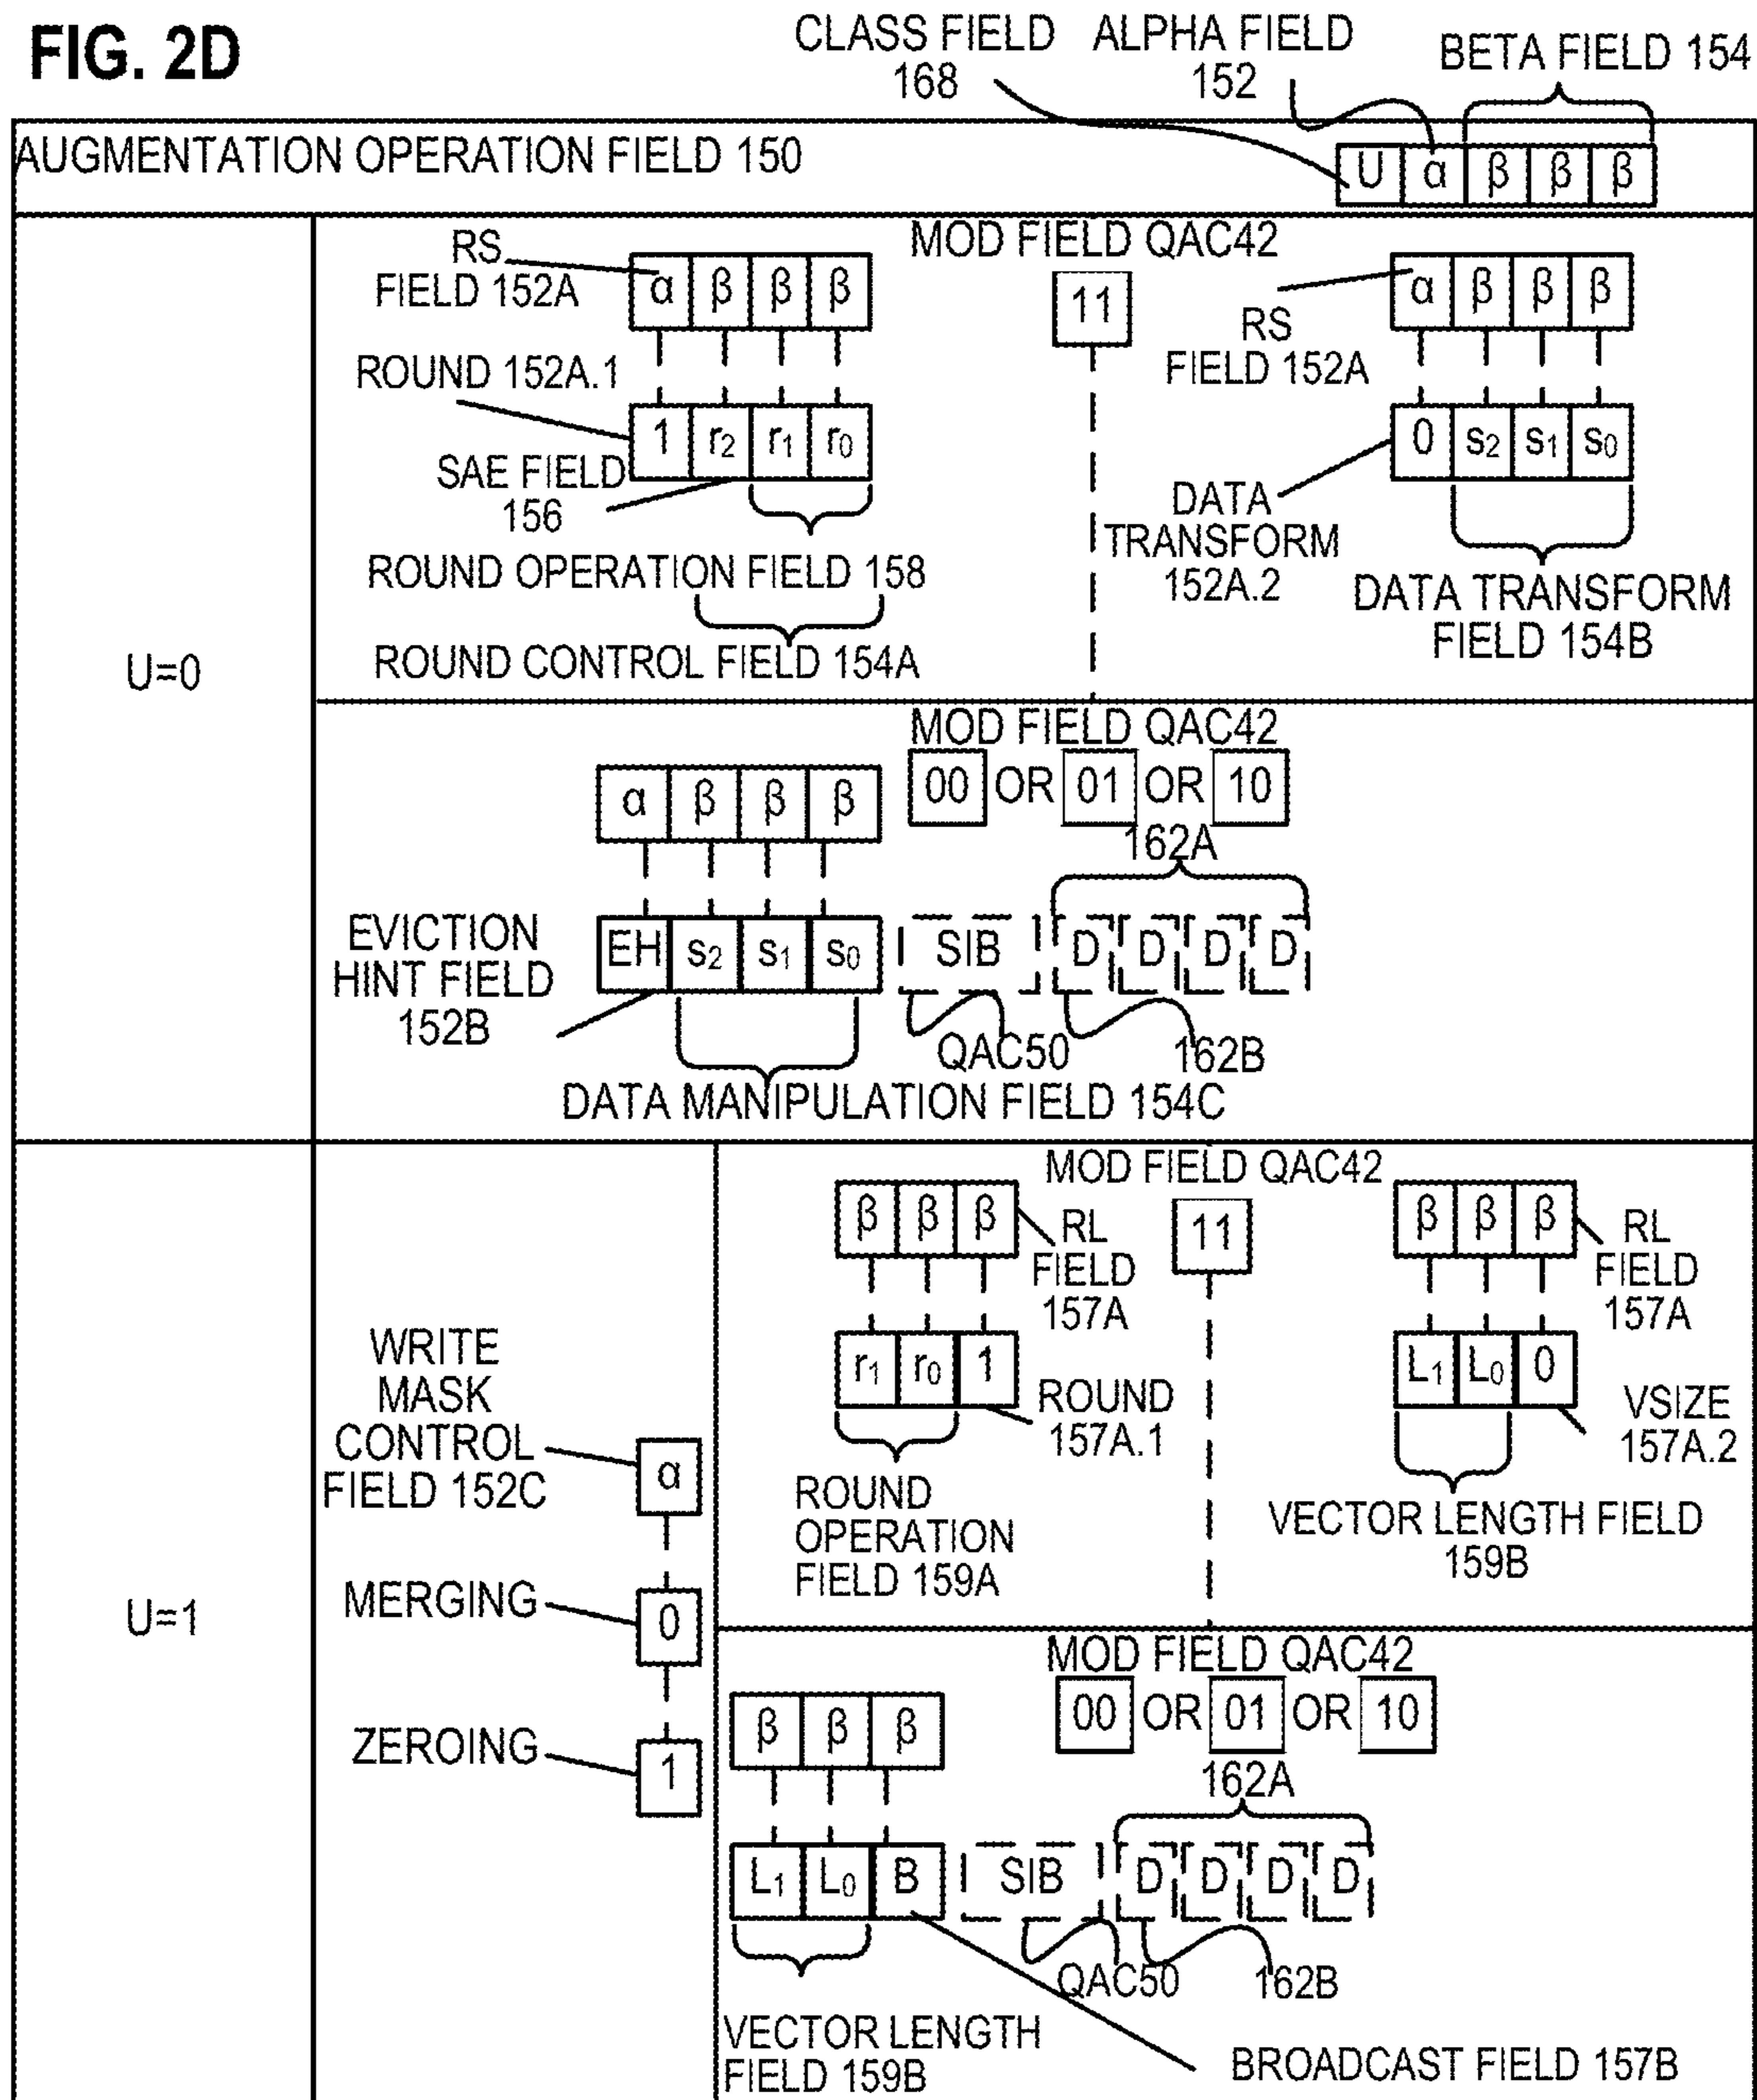 FIG. 2D
CLASS FIELD
168
ALPHA FIELD
152
BETA FIELD 154
AUGMENTATION OPERATION FIELD 150
U α β β β
U=0
MOD FIELD QAC42
11
RS
FIELD 152A
α β β β
ROUND 152A.1
1 r2 r1 r0
SAE FIELD
156
ROUND OPERATION FIELD 158
ROUND CONTROL FIELD 154A
α β β β
RS
FIELD 152A
0 s2 s1 s0
DATA
TRANSFORM
152A.2
DATA TRANSFORM
FIELD 154B
MOD FIELD QAC42
00 OR 01 OR 10
α β β β
162A
EVICTION
HINT FIELD
152B
EH s2 s1 s0 SIB D D D D
QAC50
162B
DATA MANIPULATION FIELD 154C
U=1
WRITE
MASK
CONTROL
FIELD 152C
α
MERGING
0
ZEROING
1
MOD FIELD QAC42
11
β β β
RL
FIELD
157A
r1 r0 1
ROUND
157A.1
ROUND
OPERATION
FIELD 159A
β β β
RL
FIELD
157A
L1 L0 0
VSIZE
157A.2
VECTOR LENGTH FIELD
159B
MOD FIELD QAC42
00 OR 01 OR 10
β β β
162A
L1 L0 B SIB D D D D
QAC50
162B
VECTOR LENGTH
FIELD 159B
BROADCAST FIELD 157B